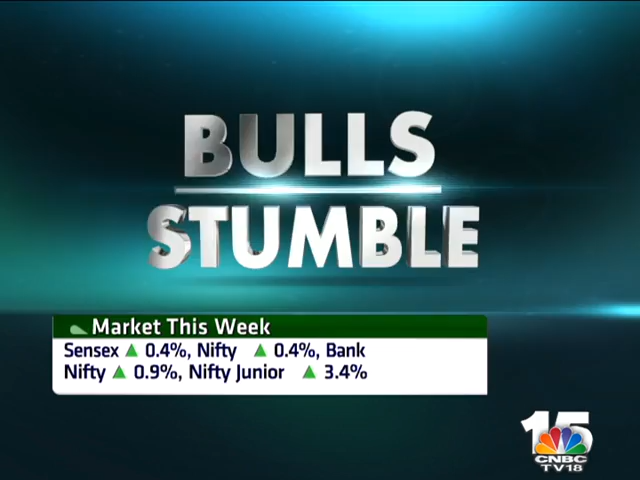 BULLS
STUMBLE
Market This Week
Sensex ▲ 0.4%, Nifty ▲ 0.4%, Bank
Nifty ▲ 0.9%, Nifty Junior ▲ 3.4%
15
CNBC
TV18